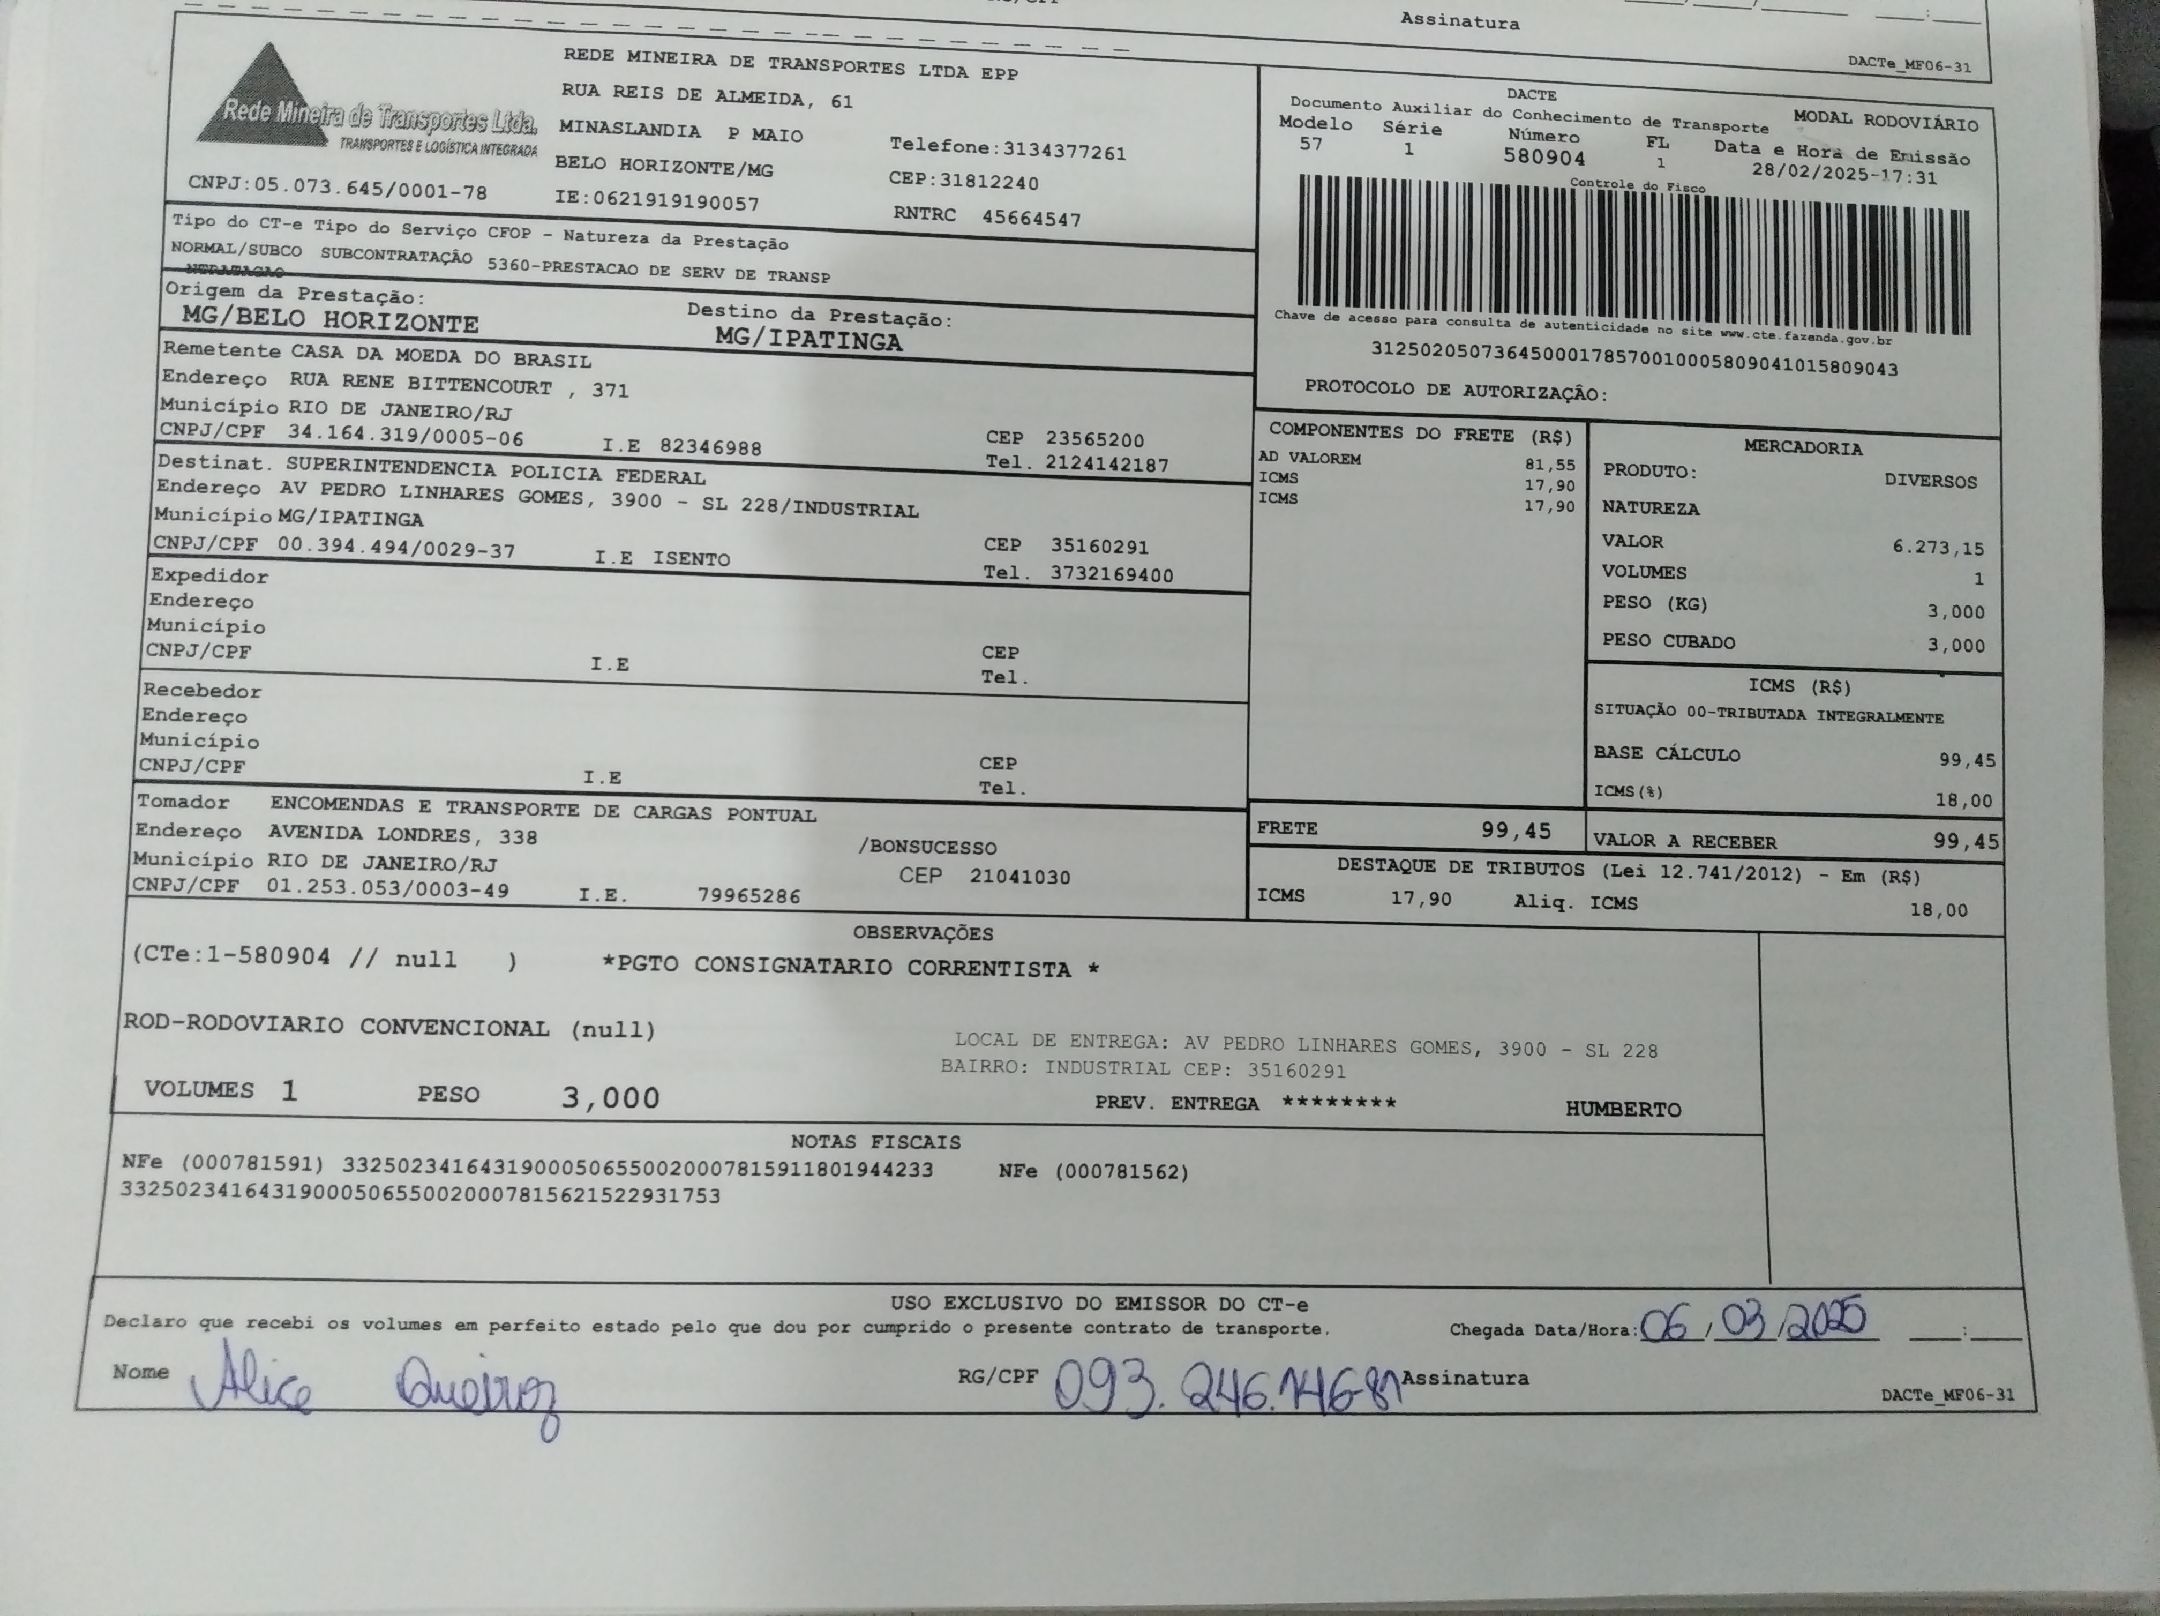 Assinatura
DACTe_MF06-31
Rede Mineira de Transportes Ltda.
TRANSPORTES E LOGÍSTICA INTEGRADA
CNPJ:05.073.645/0001-78
REDE MINEIRA DE TRANSPORTES LTDA EPP
RUA REIS DE ALMEIDA, 61
MINASLANDIA P MAIO Telefone:3134377261
BELO HORIZONTE/MG CEP:31812240
IE:0621919190057 RNTRC 45664547
DACTE
Documento Auxiliar do Conhecimento de Transporte MODAL RODOVIÁRIO
Modelo Série Número FL Data e Hora de Emissão
57 1 580904 1 28/02/2025-17:31
Controle do Fisco
Chave de acesso para consulta de autenticidade no site www.cte.fazenda.gov.br
31250205073645000178570010005809041015809043
PROTOCOLO DE AUTORIZAÇÃO:
Tipo do CT-e Tipo do Serviço CFOP - Natureza da Prestação
NORMAL/SUBCO SUBCONTRATAÇÃO 5360-PRESTACAO DE SERV DE TRANSP
Origem da Prestação: Destino da Prestação:
MG/BELO HORIZONTE MG/IPATINGA
Remetente CASA DA MOEDA DO BRASIL
Endereço RUA RENE BITTENCOURT , 371
Município RIO DE JANEIRO/RJ CEP 23565200
CNPJ/CPF 34.164.319/0005-06 I.E 82346988 Tel. 2124142187
Destinat. SUPERINTENDENCIA POLICIA FEDERAL
Endereço AV PEDRO LINHARES GOMES, 3900 - SL 228/INDUSTRIAL
Município MG/IPATINGA CEP 35160291
CNPJ/CPF 00.394.494/0029-37 I.E ISENTO Tel. 3732169400
Expedidor
Endereço
Município CEP
CNPJ/CPF I.E Tel.
Recebedor
Endereço
Município CEP
CNPJ/CPF I.E Tel.
Tomador ENCOMENDAS E TRANSPORTE DE CARGAS PONTUAL
Endereço AVENIDA LONDRES, 338 /BONSUCESSO
Município RIO DE JANEIRO/RJ CEP 21041030
CNPJ/CPF 01.253.053/0003-49 I.E. 79965286
COMPONENTES DO FRETE (R$)
AD VALOREM 81,55
ICMS 17,90
ICMS 17,90
MERCADORIA
PRODUTO: DIVERSOS
NATUREZA
VALOR 6.273,15
VOLUMES 1
PESO (KG) 3,000
PESO CUBADO 3,000
ICMS (R$)
SITUAÇÃO 00-TRIBUTADA INTEGRALMENTE
BASE CÁLCULO 99,45
ICMS(%) 18,00
FRETE 99,45 VALOR A RECEBER 99,45
DESTAQUE DE TRIBUTOS (Lei 12.741/2012) - Em (R$)
ICMS 17,90 Aliq. ICMS 18,00
OBSERVAÇÕES
(CTe:1-580904 // null ) *PGTO CONSIGNATARIO CORRENTISTA *
ROD-RODOVIARIO CONVENCIONAL (null)
LOCAL DE ENTREGA: AV PEDRO LINHARES GOMES, 3900 - SL 228
BAIRRO: INDUSTRIAL CEP: 35160291
VOLUMES 1 PESO 3,000 PREV. ENTREGA ******** HUMBERTO
NOTAS FISCAIS
NFe (000781591) 33250234164319000506550020007815911801944233 NFe (000781562)
33250234164319000506550020007815621522931753
USO EXCLUSIVO DO EMISSOR DO CT-e
Declaro que recebi os volumes em perfeito estado pelo que dou por cumprido o presente contrato de transporte. Chegada Data/Hora: 06/03/2025 __:__
Nome Alice Queiroz RG/CPF 093.246.146-81 Assinatura
DACTe_MF06-31